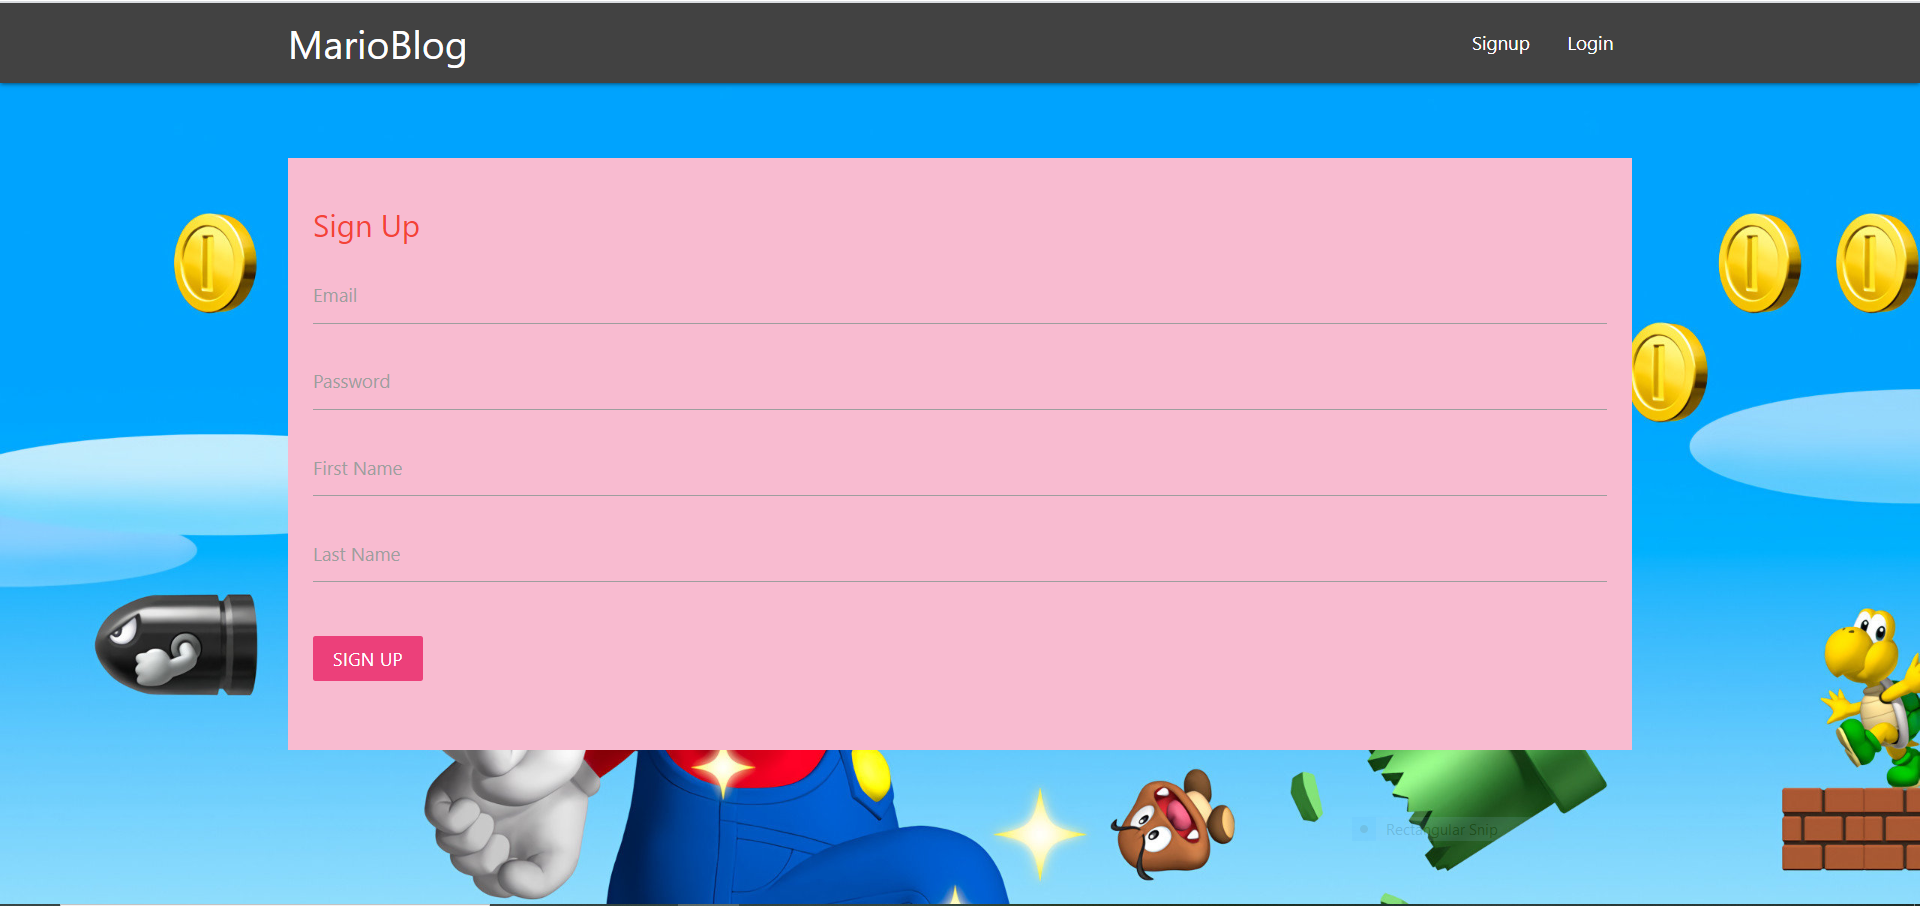 MarioBlog
Signup Login
Sign Up
Email
Password
First Name
Last Name
SIGN UP
Rectangular Snip